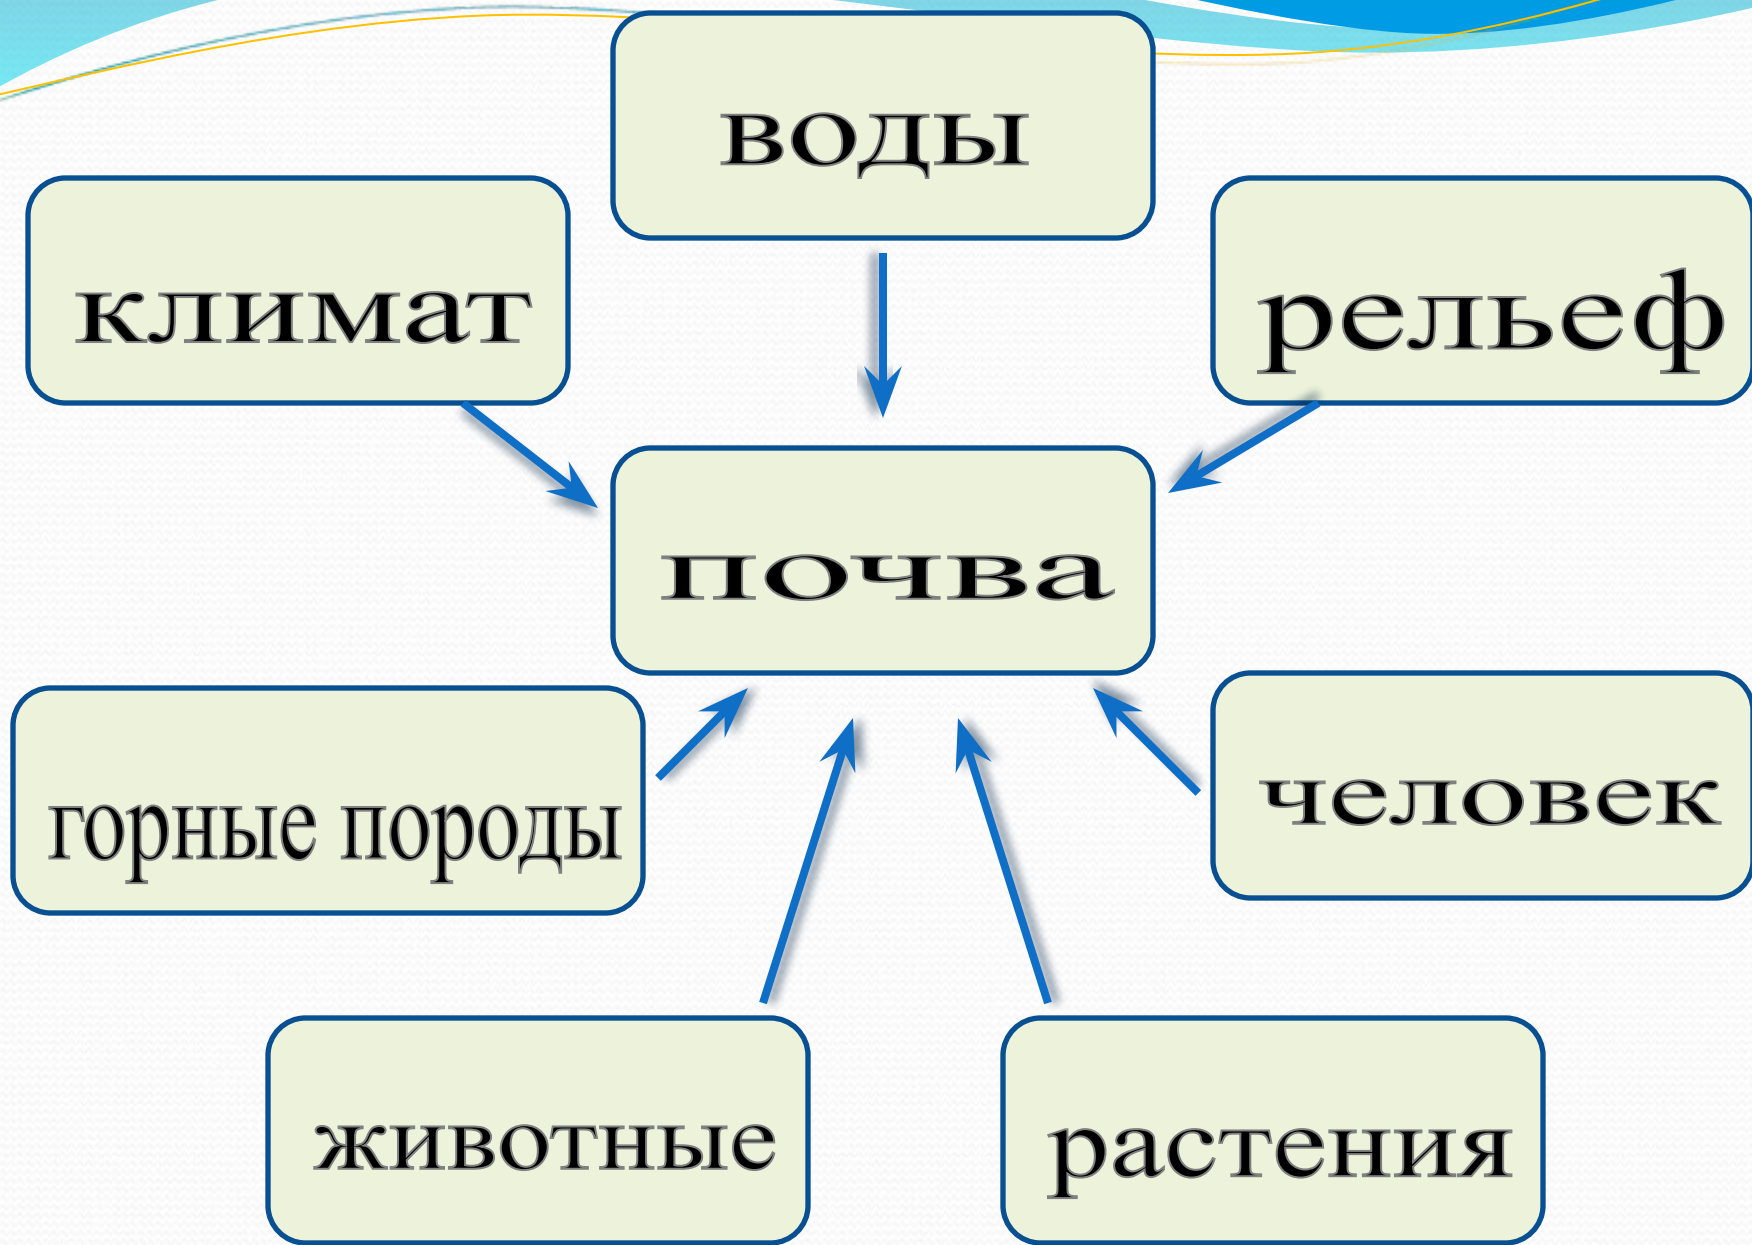 воды
климат
рельеф
почва
горные породы
человек
животные
растения